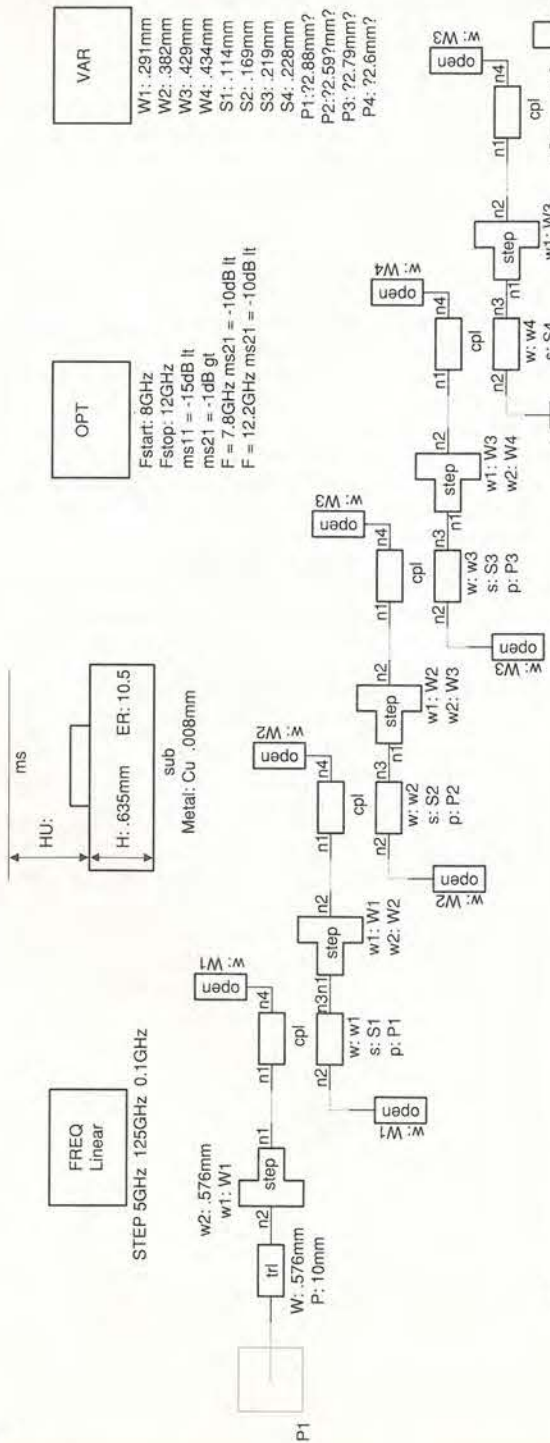 FREQ
Linear
STEP 5GHz 125GHz 0.1GHz
ms
HU:
H: .635mm
ER: 10.5
sub
Metal: Cu .008mm
OPT
Fstart: 8GHz
Fstop: 12GHz
ms11 = -15dB lt
ms21 = -1dB gt
F = 7.8GHz ms21 = -10dB lt
F = 12.2GHz ms21 = -10dB lt
VAR
W1: .291mm
W2: .382mm
W3: .429mm
W4: .434mm
S1: .114mm
S2: .169mm
S3: .219mm
S4: .228mm
P1:?2.88mm?
P2:?2.59?mm?
P3: ?2.79mm?
P4: ?2.6mm?
P1
trl
W: .576mm
P: 10mm
w2: .576mm
w1: W1
n2
step
n1
n1
cpl
n4
open
w: W1
open
w: W1
n2
n3
w: w1
s: S1
p: P1
n1
step
n2
w1: W1
w2: W2
n1
cpl
n4
open
w: W2
open
w: W2
n2
n3
w: w2
s: S2
p: P2
n1
step
n2
w1: W2
w2: W3
n1
cpl
n4
open
w: W3
open
w: W3
n2
n3
w: w3
s: S3
p: P3
n1
step
n2
w1: W3
w2: W4
n1
cpl
n4
open
w: W4
n2
n3
w: w4
s: S4
n1
step
n2
w1: W3
n1
cpl
n4
open
w: W3